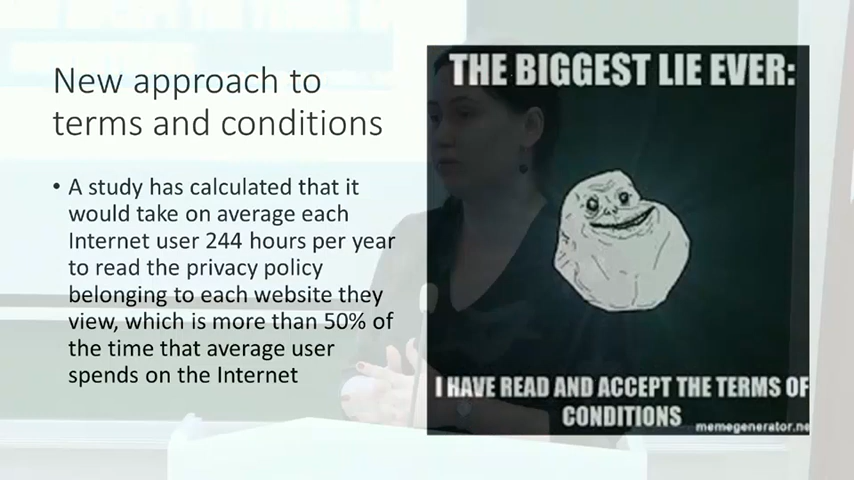 New approach to
terms and conditions
• A study has calculated that it
would take on average each
Internet user 244 hours per year
to read the privacy policy
belonging to each website they
view, which is more than 50% of
the time that average user
spends on the Internet
THE BIGGEST LIE EVER:
I HAVE READ AND ACCEPT THE TERMS OF
CONDITIONS
memegenerator.ne